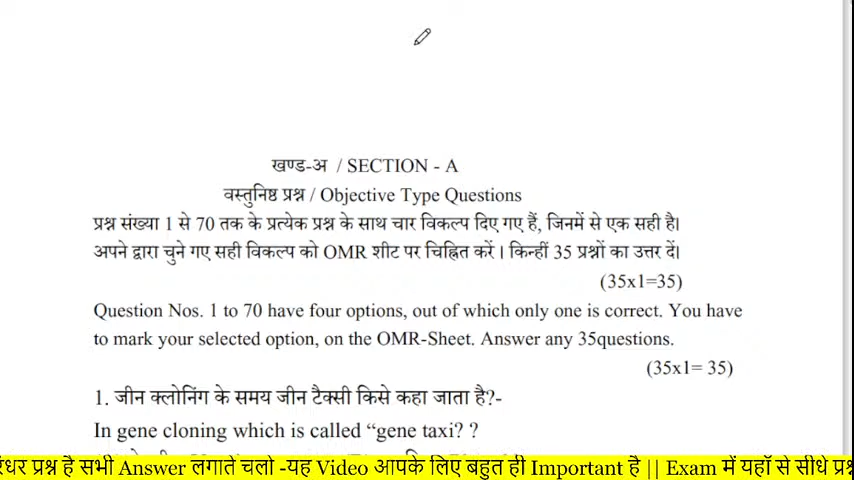 खण्ड-अ / SECTION - A
वस्तुनिष्ठ प्रश्न / Objective Type Questions
प्रश्न संख्या 1 से 70 तक के प्रत्येक प्रश्न के साथ चार विकल्प दिए गए हैं, जिनमें से एक सही है।
अपने द्वारा चुने गए सही विकल्प को OMR शीट पर चिह्नित करें। किन्हीं 35 प्रश्नों का उत्तर दें।
(35x1=35)
Question Nos. 1 to 70 have four options, out of which only one is correct. You have
to mark your selected option, on the OMR-Sheet. Answer any 35questions.
(35x1= 35)
1. जीन क्लोनिंग के समय जीन टैक्सी किसे कहा जाता है?-
In gene cloning which is called “gene taxi? ?
प्रश्न है सभी Answer लगाते चलो -यह Video आपके लिए बहुत ही Important है || Exam में यहाँ से सीधे